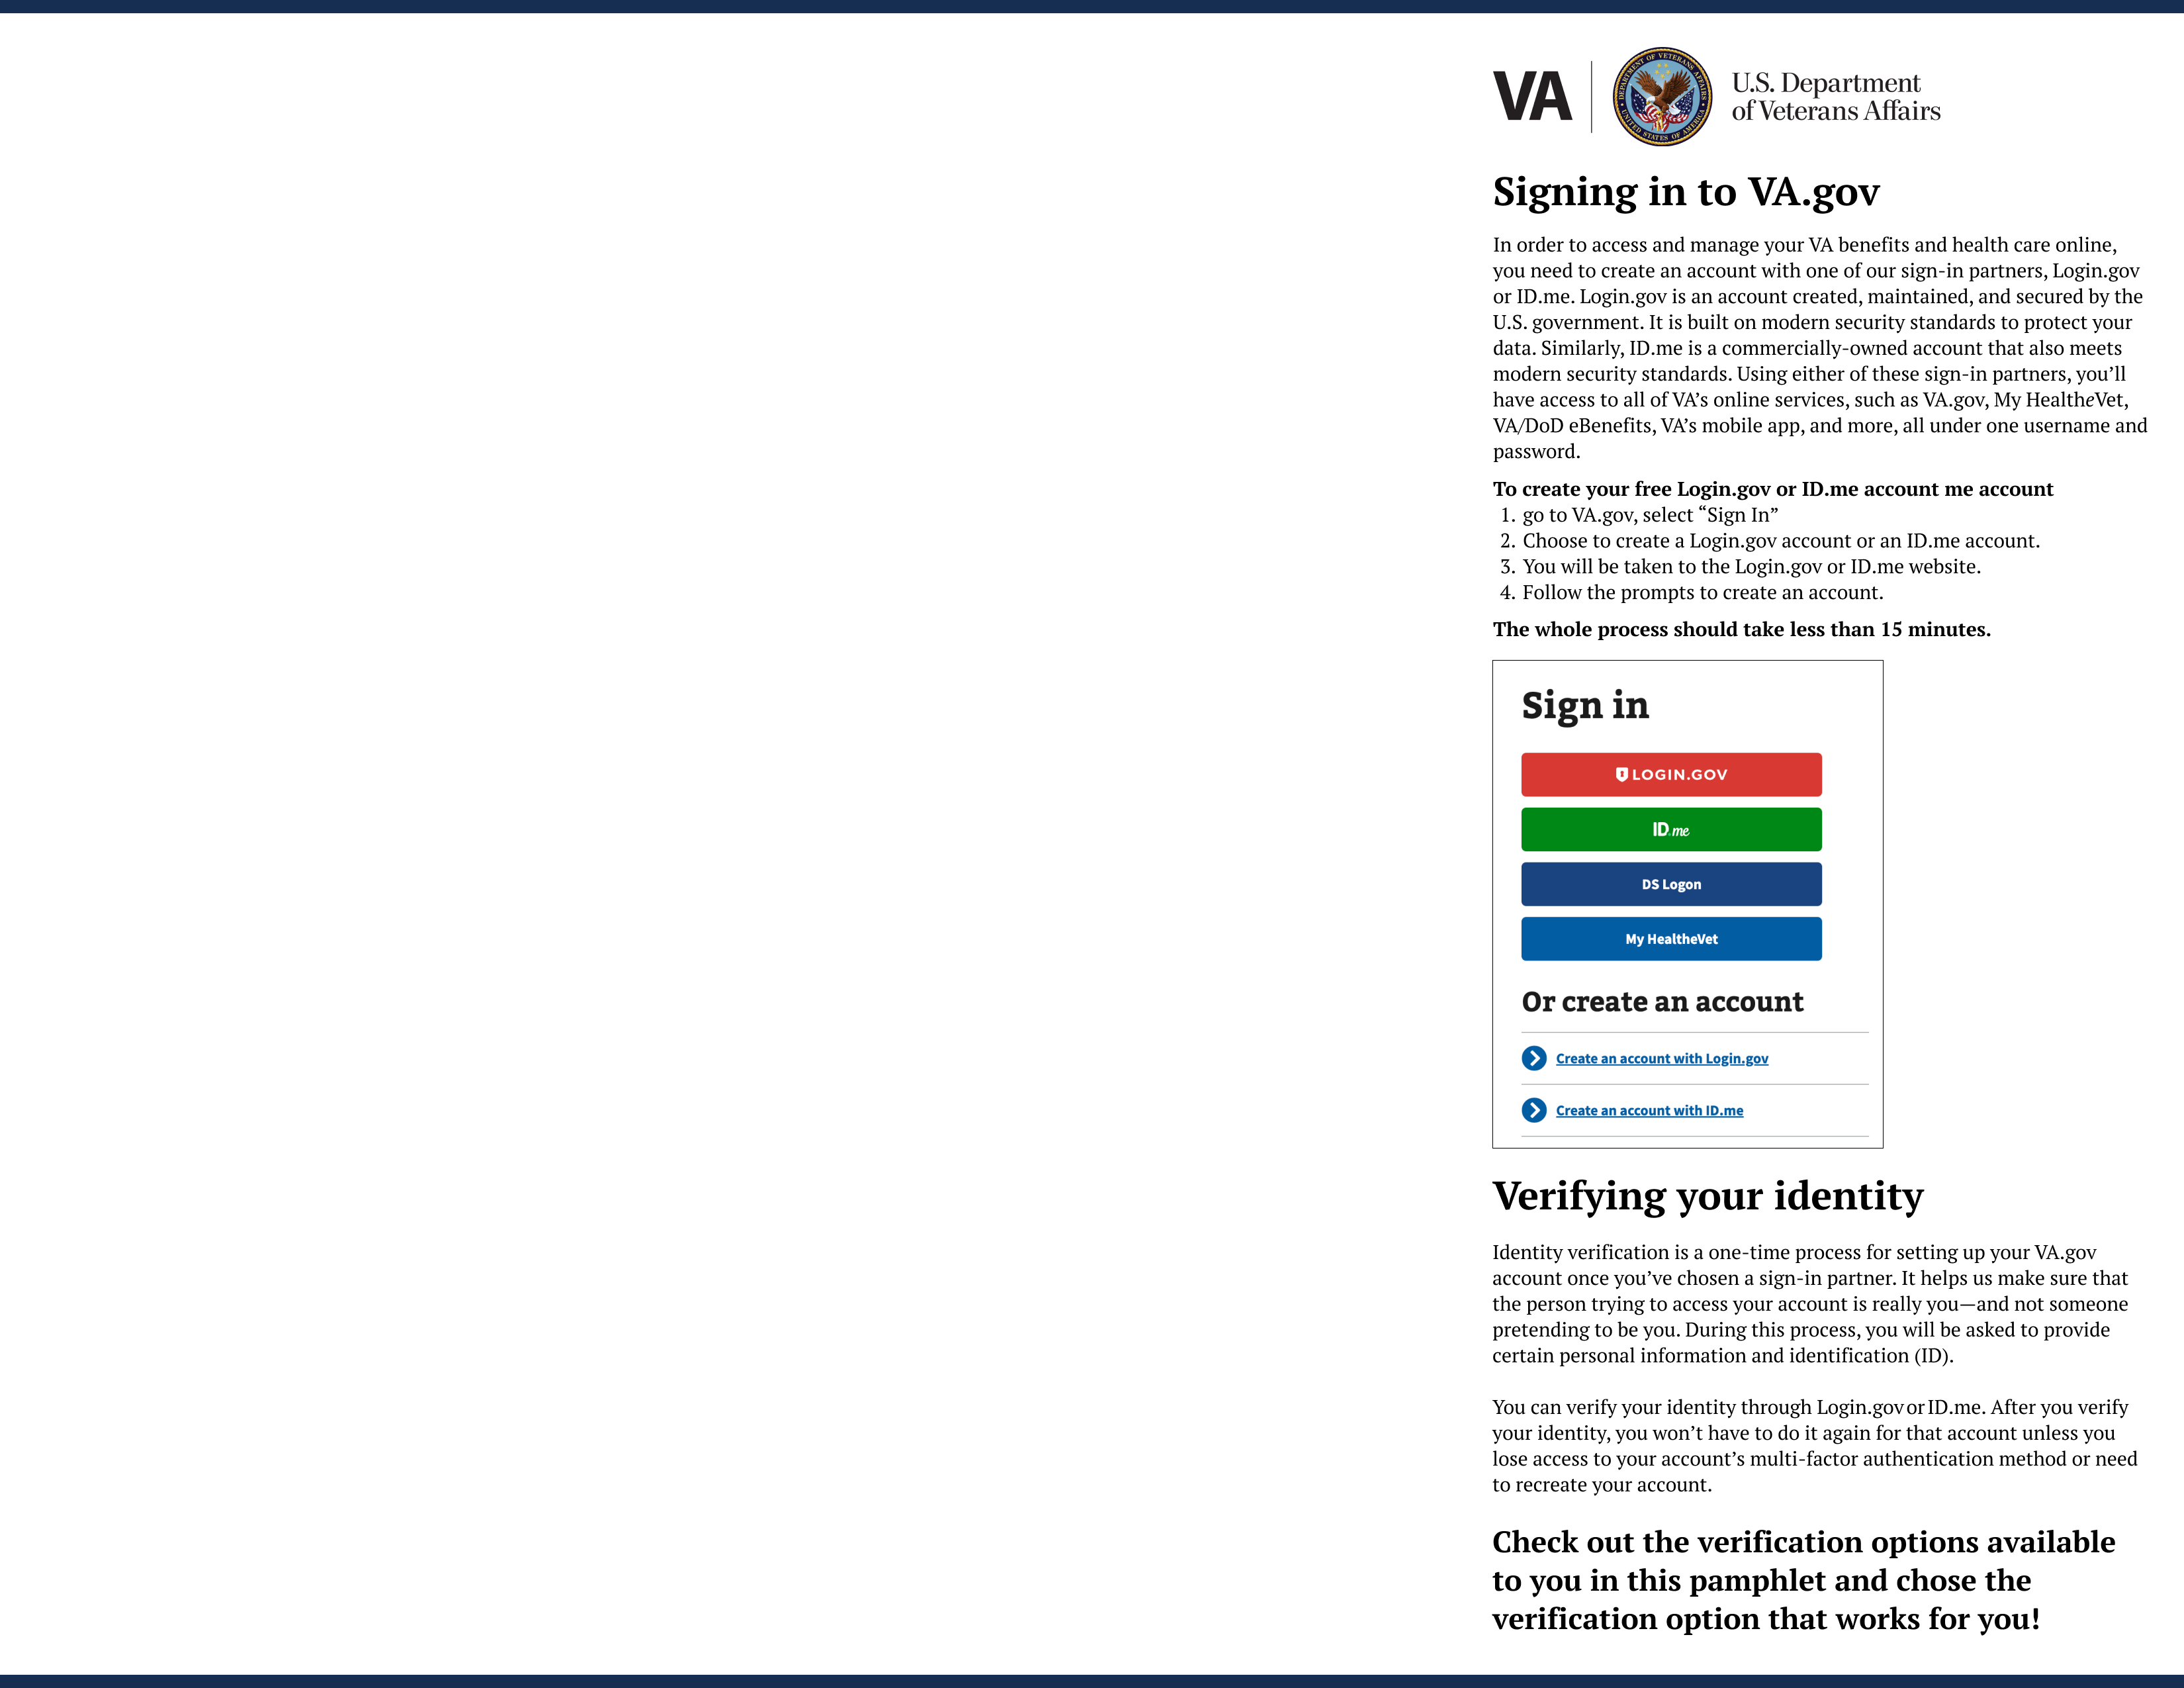 VA
DEPARTMENT OF VETERANS AFFAIRS
UNITED STATES OF AMERICA
U.S. Department
of Veterans Affairs
Signing in to VA.gov
In order to access and manage your VA benefits and health care online,
you need to create an account with one of our sign-in partners, Login.gov
or ID.me. Login.gov is an account created, maintained, and secured by the
U.S. government. It is built on modern security standards to protect your
data. Similarly, ID.me is a commercially-owned account that also meets
modern security standards. Using either of these sign-in partners, you’ll
have access to all of VA’s online services, such as VA.gov, My HealtheVet,
VA/DoD eBenefits, VA’s mobile app, and more, all under one username and
password.
To create your free Login.gov or ID.me account me account
1. go to VA.gov, select “Sign In”
2. Choose to create a Login.gov account or an ID.me account.
3. You will be taken to the Login.gov or ID.me website.
4. Follow the prompts to create an account.
The whole process should take less than 15 minutes.
Sign in
LOGIN.GOV
ID.me
DS Logon
My HealtheVet
Or create an account
Create an account with Login.gov
Create an account with ID.me
Verifying your identity
Identity verification is a one-time process for setting up your VA.gov
account once you’ve chosen a sign-in partner. It helps us make sure that
the person trying to access your account is really you—and not someone
pretending to be you. During this process, you will be asked to provide
certain personal information and identification (ID).
You can verify your identity through Login.gov or ID.me. After you verify
your identity, you won’t have to do it again for that account unless you
lose access to your account’s multi-factor authentication method or need
to recreate your account.
Check out the verification options available
to you in this pamphlet and chose the
verification option that works for you!